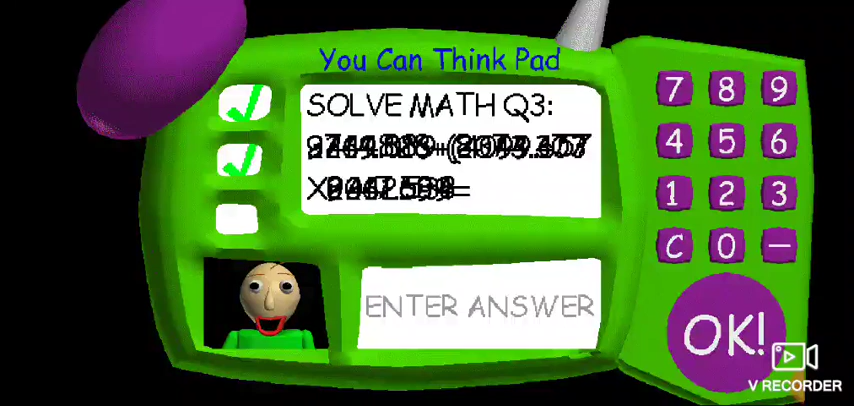 You Can Think Pad
SOLVE MATH Q3:
ENTER ANSWER
7 8 9
4 5 6
1 2 3
C 0 —
OK!
V RECORDER